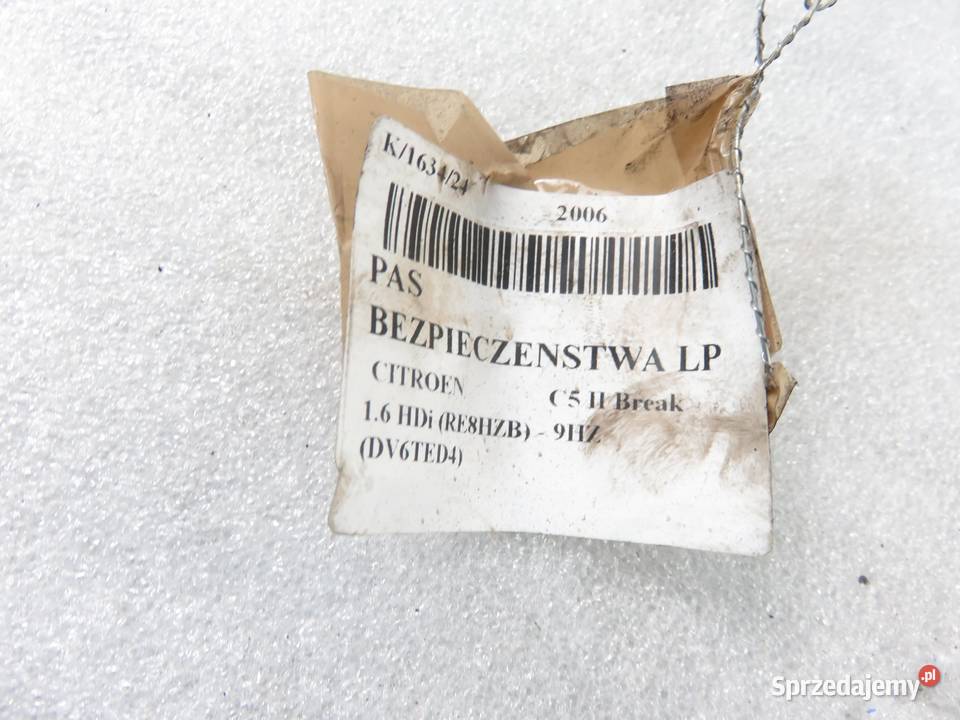 K/1634/24
2006
PAS
BEZPIECZENSTWA LP
CITROEN C5 II Break
1.6 HDi (RE8HZB) - 9HZ
(DV6TED4)
Sprzedajemy.pl